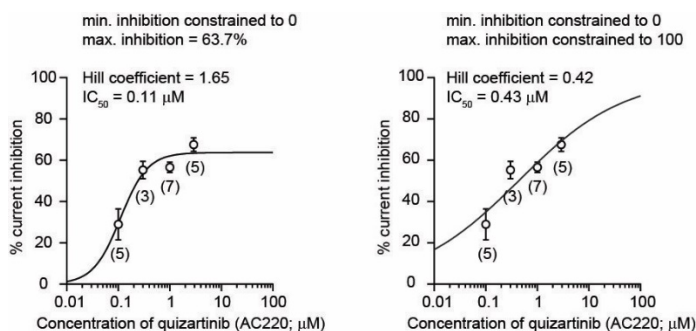 min. inhibition constrained to 0
max. inhibition = 63.7%
Hill coefficient = 1.65
IC50 = 0.11 μM
100
80
60
40
20
0
% current inhibition
(5)
(3)
(7)
(5)
0.01 0.1 1 10 100
Concentration of quizartinib (AC220; μM)
min. inhibition constrained to 0
max. inhibition constrained to 100
Hill coefficient = 0.42
IC50 = 0.43 μM
100
80
60
40
20
0
% current inhibition
(5)
(3)
(7)
(5)
0.01 0.1 1 10 100
Concentration of quizartinib (AC220; μM)